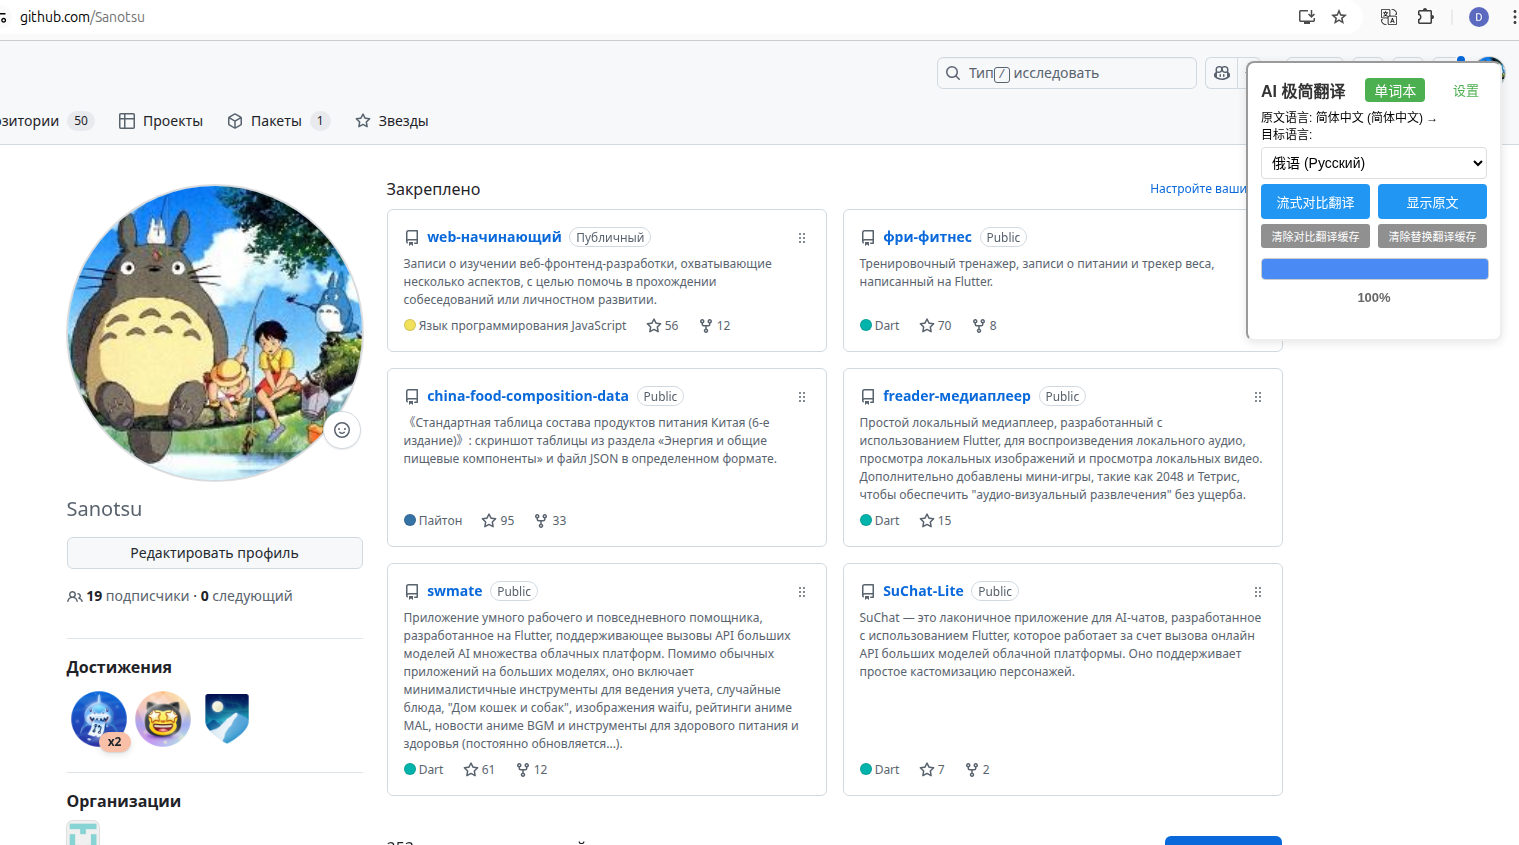 github.com/Sanotsu
D
Тип / исследовать
зитории 50 Проекты Пакеты 1 Звезды
AI 极简翻译 单词本 设置
原文语言: 简体中文 (简体中文) →
目标语言:
俄语 (Русский)
流式对比翻译 显示原文
清除对比翻译缓存 清除替换翻译缓存
100%
Sanotsu
Редактировать профиль
19 подписчики · 0 следующий
Достижения
x2
Организации
Закреплено
Настройте ваши
web-начинающий Публичный
Записи о изучении веб-фронтенд-разработки, охватывающие
несколько аспектов, с целью помочь в прохождении
собеседований или личностном развитии.
Язык программирования JavaScript 56 12
фри-фитнес Public
Тренировочный тренажер, записи о питании и трекер веса,
написанный на Flutter.
Dart 70 8
china-food-composition-data Public
《Стандартная таблица состава продуктов питания Китая (6-е
издание)》: скриншот таблицы из раздела «Энергия и общие
пищевые компоненты» и файл JSON в определенном формате.
Пайтон 95 33
freader-медиаплеер Public
Простой локальный медиаплеер, разработанный с
использованием Flutter, для воспроизведения локального аудио,
просмотра локальных изображений и просмотра локальных видео.
Дополнительно добавлены мини-игры, такие как 2048 и Тетрис,
чтобы обеспечить "аудио-визуальный развлечения" без ущерба.
Dart 15
swmate Public
Приложение умного рабочего и повседневного помощника,
разработанное на Flutter, поддерживающее вызовы API больших
моделей AI множества облачных платформ. Помимо обычных
приложений на больших моделях, оно включает
минималистичные инструменты для ведения учета, случайные
блюда, "Дом кошек и собак", изображения waifu, рейтинги аниме
MAL, новости аниме BGM и инструменты для здорового питания и
здоровья (постоянно обновляется...).
Dart 61 12
SuChat-Lite Public
SuChat — это лаконичное приложение для AI-чатов, разработанное
с использованием Flutter, которое работает за счет вызова онлайн
API больших моделей облачной платформы. Оно поддерживает
простое кастомизацию персонажей.
Dart 7 2